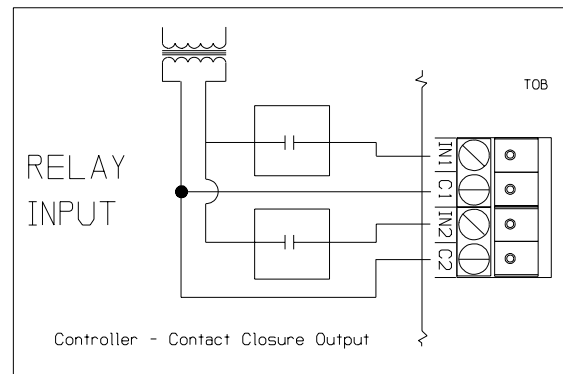 TOB
RELAY
INPUT
IN1
C1
IN2
C2
Controller - Contact Closure Output